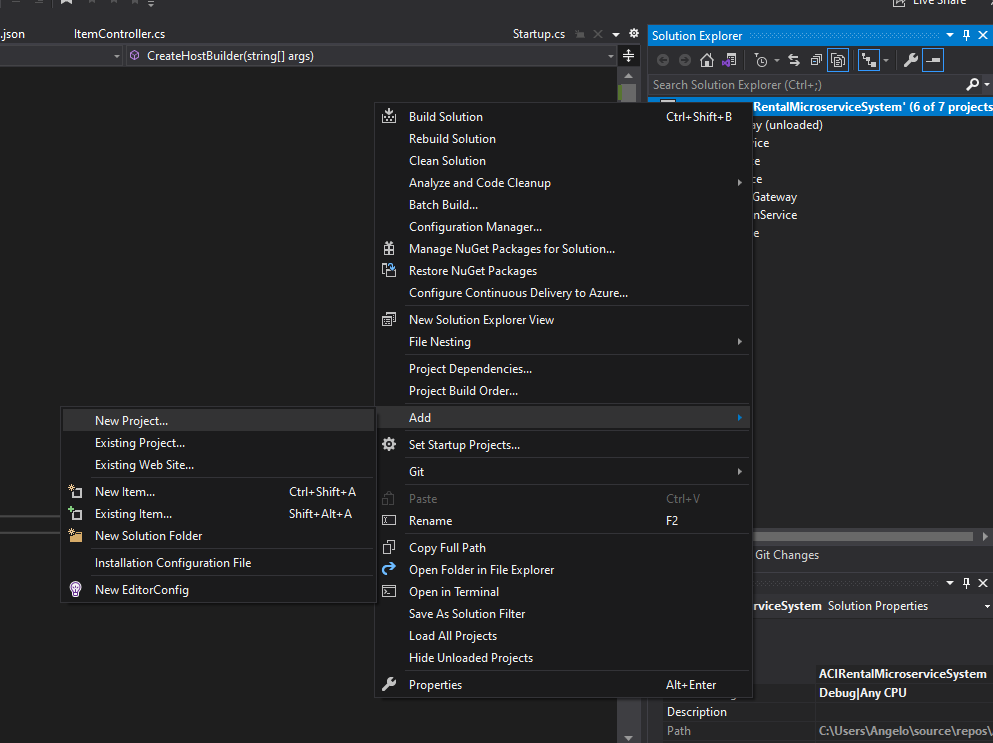 Live Share
.json
ItemController.cs
Startup.cs
CreateHostBuilder(string[] args)
Solution Explorer
Search Solution Explorer (Ctrl+;)
RentalMicroserviceSystem' (6 of 7 projects
ay (unloaded)
vice
e
ce
Gateway
nService
e
Build Solution Ctrl+Shift+B
Rebuild Solution
Clean Solution
Analyze and Code Cleanup
Batch Build...
Configuration Manager...
Manage NuGet Packages for Solution...
Restore NuGet Packages
Configure Continuous Delivery to Azure...
New Solution Explorer View
File Nesting
Project Dependencies...
Project Build Order...
Add
Set Startup Projects...
Git
Paste Ctrl+V
Rename F2
Copy Full Path
Open Folder in File Explorer
Open in Terminal
Save As Solution Filter
Load All Projects
Hide Unloaded Projects
Properties Alt+Enter
New Project...
Existing Project...
Existing Web Site...
New Item... Ctrl+Shift+A
Existing Item... Shift+Alt+A
New Solution Folder
Installation Configuration File
New EditorConfig
Git Changes
rviceSystem Solution Properties
ACIRentalMicroserviceSystem
Debug|Any CPU
Description
Path C:\Users\Angelo\source\repos\